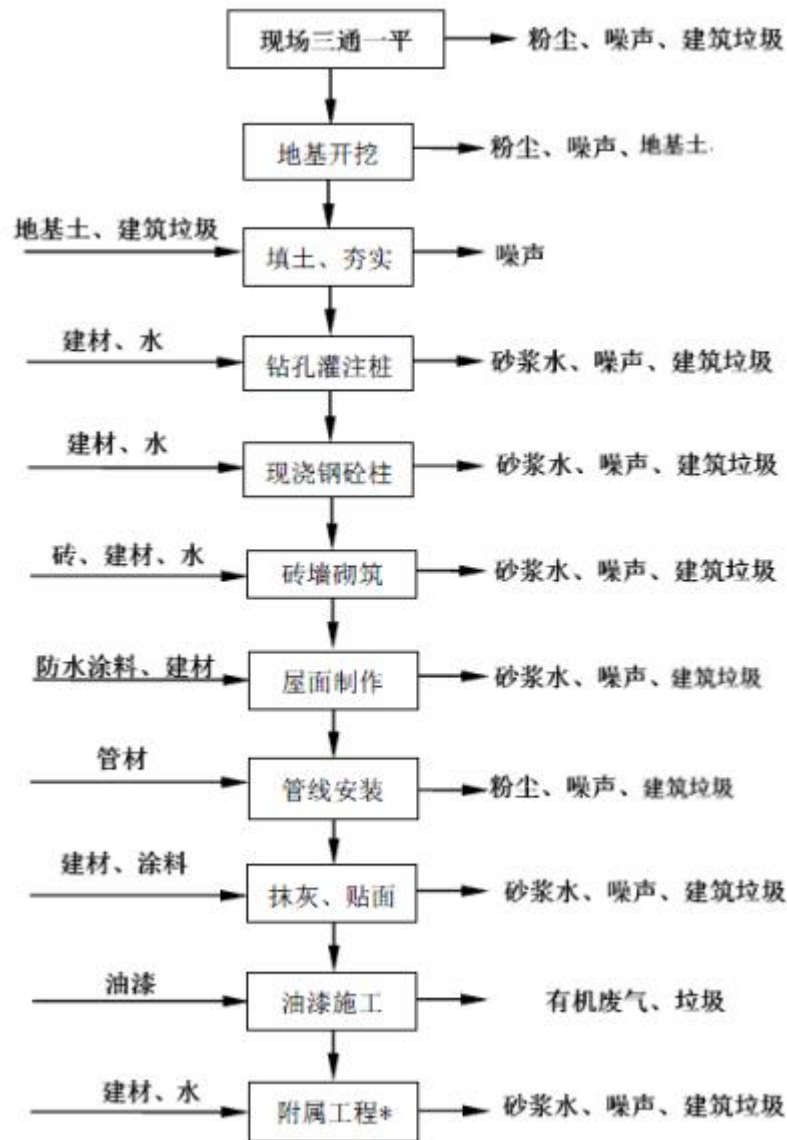 现场三通一平
粉尘、噪声、建筑垃圾
地基开挖
粉尘、噪声、地基土
地基土、建筑垃圾
填土、夯实
噪声
建材、水
钻孔灌注桩
砂浆水、噪声、建筑垃圾
建材、水
现浇钢砼柱
砂浆水、噪声、建筑垃圾
砖、建材、水
砖墙砌筑
砂浆水、噪声、建筑垃圾
防水涂料、建材
屋面制作
砂浆水、噪声、建筑垃圾
管材
管线安装
粉尘、噪声、建筑垃圾
建材、涂料
抹灰、贴面
砂浆水、噪声、建筑垃圾
油漆
油漆施工
有机废气、垃圾
建材、水
附属工程*
砂浆水、噪声、建筑垃圾